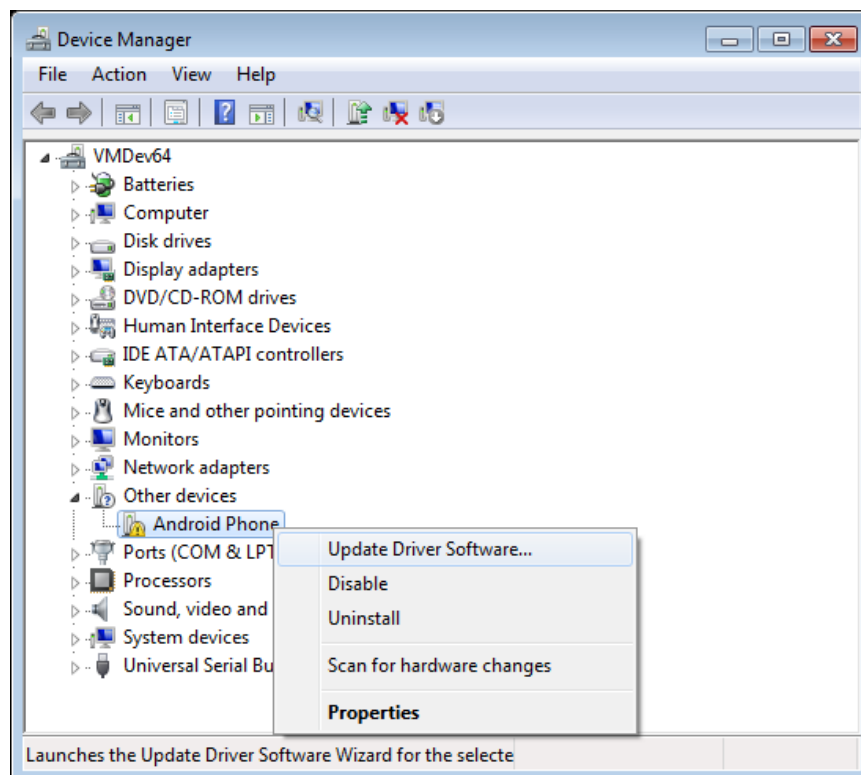 Device Manager
File Action View Help
VMDev64
Batteries
Computer
Disk drives
Display adapters
DVD/CD-ROM drives
Human Interface Devices
IDE ATA/ATAPI controllers
Keyboards
Mice and other pointing devices
Monitors
Network adapters
Other devices
Android Phone
Ports (COM & LPT
Processors
Sound, video and
System devices
Universal Serial Bu
Update Driver Software...
Disable
Uninstall
Scan for hardware changes
Properties
Launches the Update Driver Software Wizard for the selecte